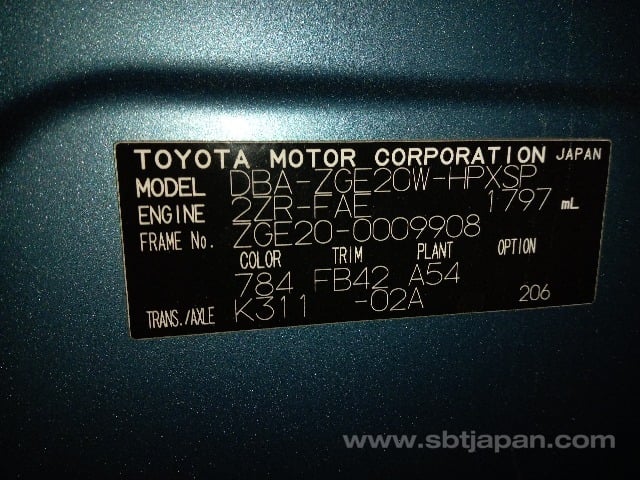 TOYOTA MOTOR CORPORATION JAPAN
MODEL DBA-ZGE20W-HPXSP
ENGINE 2ZR-FAE 1797 mL
FRAME No. ZGE20-0009908
COLOR TRIM PLANT OPTION
784 FB42 A54
TRANS./AXLE K311 -02A 206
www.sbtjapan.com